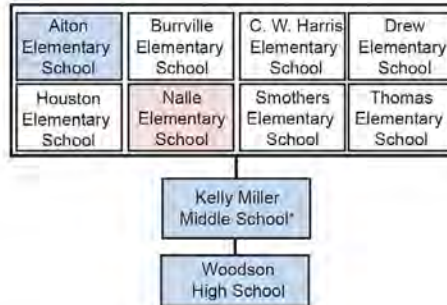 Aiton
Elementary
School
Burrville
Elementary
School
C. W. Harris
Elementary
School
Drew
Elementary
School
Houston
Elementary
School
Nalle
Elementary
School
Smothers
Elementary
School
Thomas
Elementary
School
Kelly Miller
Middle School*
Woodson
High School